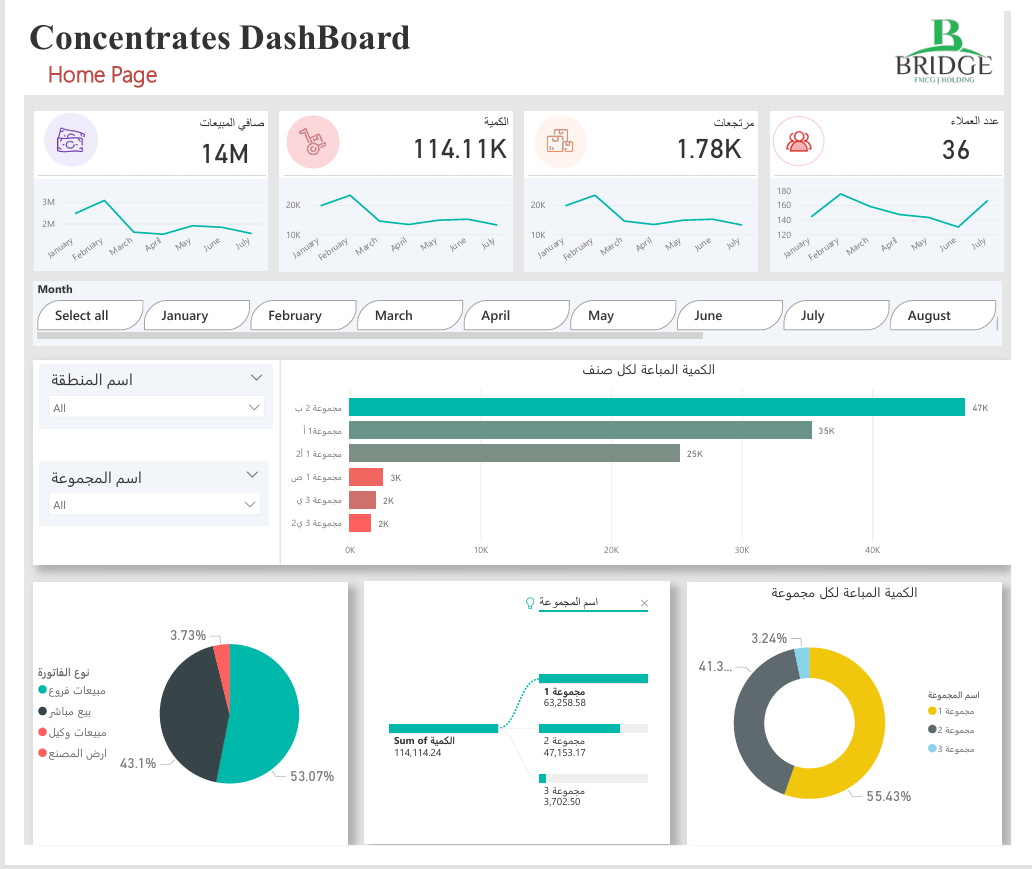 Concentrates DashBoard
Home Page
B
BRIDGE
FMCG | HOLDING
صافي المبيعات
14M
3M
2M
January
February
March
April
May
June
July
الكمية
114.11K
20K
10K
January
February
March
April
May
June
July
مرتجعات
1.78K
20K
10K
January
February
March
April
May
June
July
عدد العملاء
36
180
160
140
120
January
February
March
April
May
June
July
Month
Select all
January
February
March
April
May
June
July
August
اسم المنطقة
All
اسم المجموعة
All
الكمية المباعة لكل صنف
مجموعة 2 ب
47K
مجموعة1 أ
35K
مجموعة 1 أ2
25K
مجموعة 1 ص
3K
مجموعة 3 ي
2K
مجموعة 3 ي2
2K
0K
10K
20K
30K
40K
3.73%
43.1%
53.07%
نوع الفاتورة
مبيعات فروع
بيع مباشر
مبيعات وكيل
ارض المصنع
اسم المجموعة
Sum of الكمية
114,114.24
مجموعة 1
63,258.58
مجموعة 2
47,153.17
مجموعة 3
3,702.50
الكمية المباعة لكل مجموعة
3.24%
41.3...
55.43%
اسم المجموعة
مجموعة 1
مجموعة 2
مجموعة 3